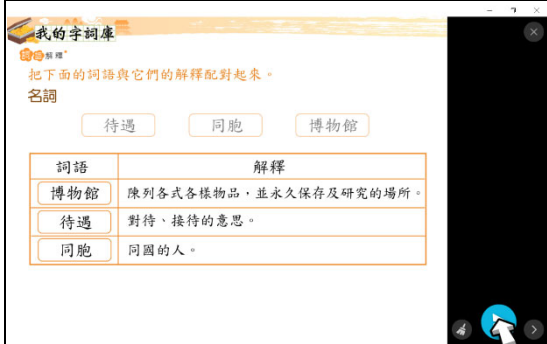 我的字詞庫
詞語解釋
把下面的詞語與它們的解釋配對起來。
名詞
待遇 同胞 博物館
詞語 解釋
博物館 陳列各式各樣物品，並永久保存及研究的場所。
待遇 對待、接待的意思。
同胞 同國的人。